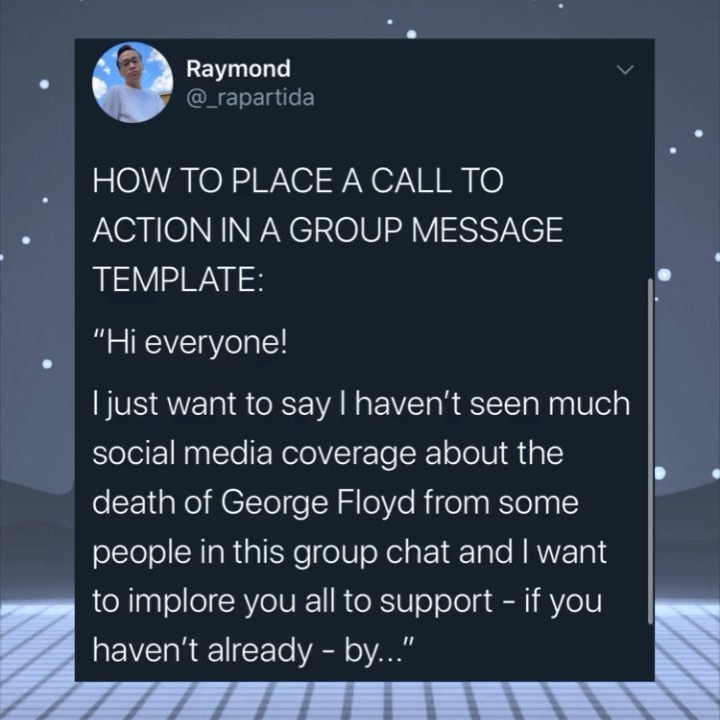 Raymond
@_rapartida
HOW TO PLACE A CALL TO
ACTION IN A GROUP MESSAGE
TEMPLATE:
“Hi everyone!
I just want to say I haven’t seen much
social media coverage about the
death of George Floyd from some
people in this group chat and I want
to implore you all to support - if you
haven’t already - by...”